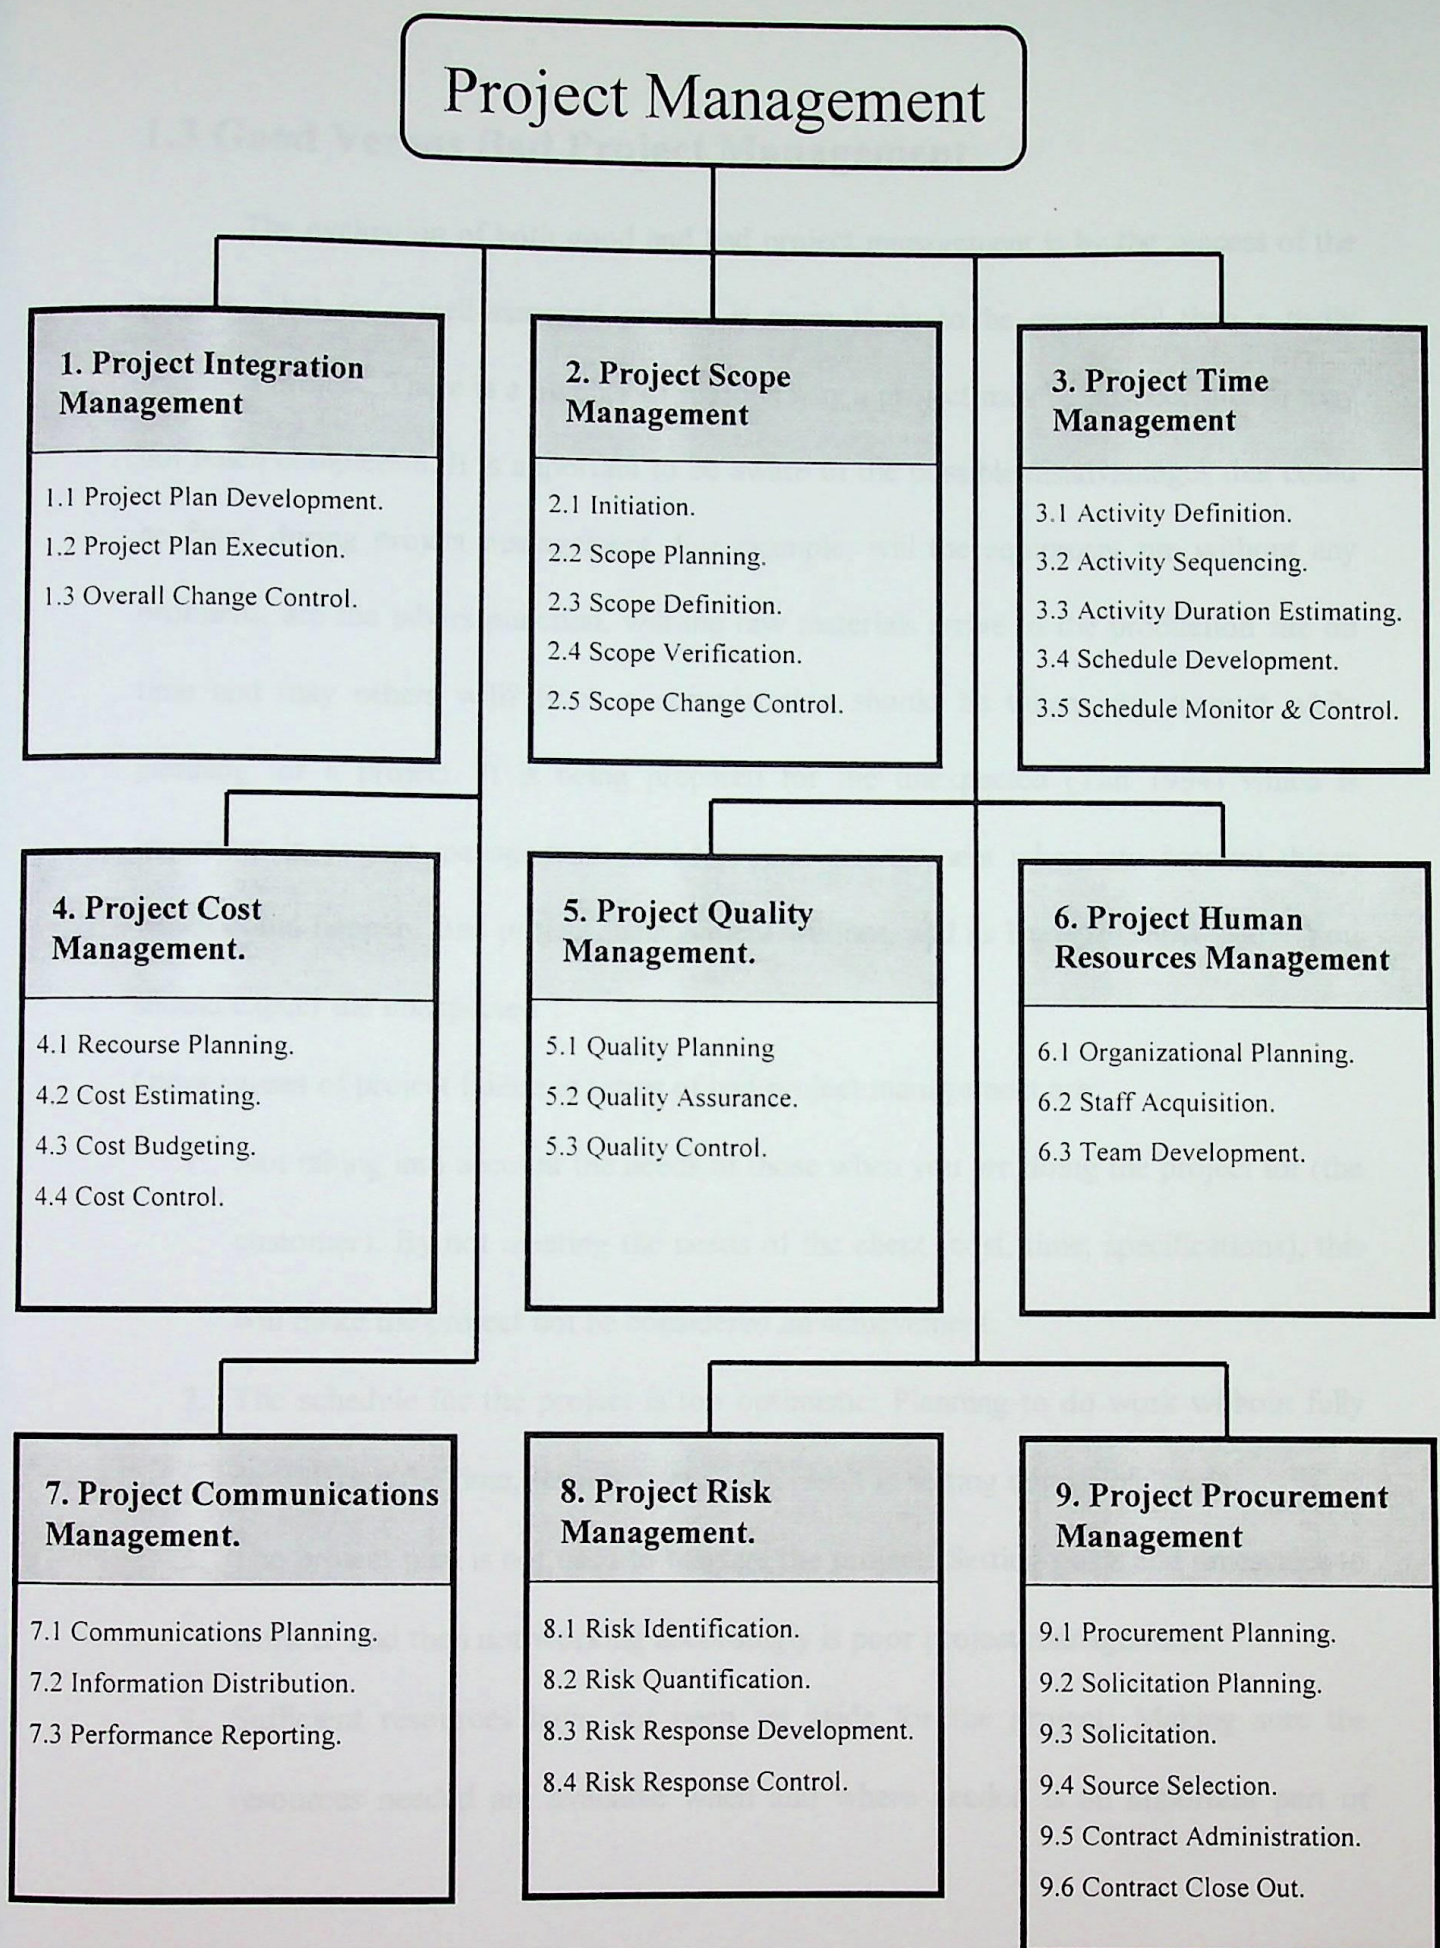 Project Management
1. Project Integration
Management
1.1 Project Plan Development.
1.2 Project Plan Execution.
1.3 Overall Change Control.
2. Project Scope
Management
2.1 Initiation.
2.2 Scope Planning.
2.3 Scope Definition.
2.4 Scope Verification.
2.5 Scope Change Control.
3. Project Time
Management
3.1 Activity Definition.
3.2 Activity Sequencing.
3.3 Activity Duration Estimating.
3.4 Schedule Development.
3.5 Schedule Monitor & Control.
4. Project Cost
Management.
4.1 Recourse Planning.
4.2 Cost Estimating.
4.3 Cost Budgeting.
4.4 Cost Control.
5. Project Quality
Management.
5.1 Quality Planning
5.2 Quality Assurance.
5.3 Quality Control.
6. Project Human
Resources Management
6.1 Organizational Planning.
6.2 Staff Acquisition.
6.3 Team Development.
7. Project Communications
Management.
7.1 Communications Planning.
7.2 Information Distribution.
7.3 Performance Reporting.
8. Project Risk
Management.
8.1 Risk Identification.
8.2 Risk Quantification.
8.3 Risk Response Development.
8.4 Risk Response Control.
9. Project Procurement
Management
9.1 Procurement Planning.
9.2 Solicitation Planning.
9.3 Solicitation.
9.4 Source Selection.
9.5 Contract Administration.
9.6 Contract Close Out.